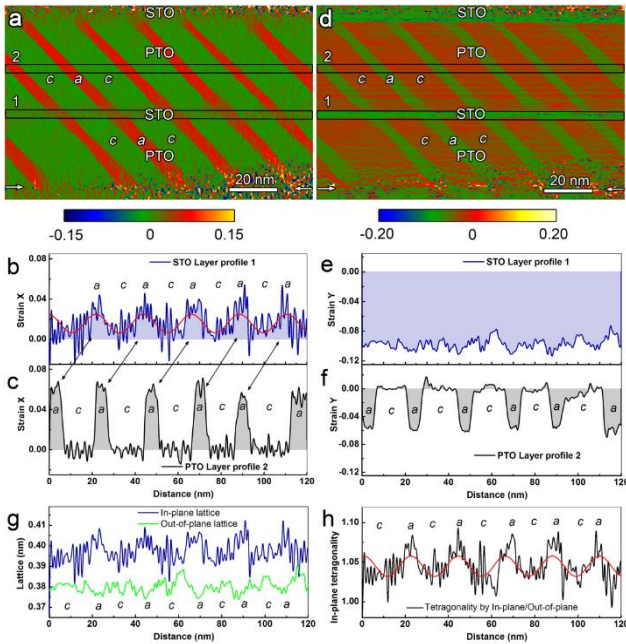 a
STO
2
PTO
c a c
1
STO
c a c
PTO
20 nm
-0.15 0 0.15
d
STO
2
PTO
c a c
1
STO
c a c
PTO
20 nm
-0.20 0 0.20
b
STO Layer profile 1
a c a c a c a c a
Strain X
0.08
0.04
0.00
c
a c a c a c a c a c a
Strain X
0.08
0.04
0.00
PTO Layer profile 2
0 20 40 60 80 100 120
Distance (nm)
e
STO Layer profile 1
Strain Y
0.00
-0.04
-0.08
-0.12
f
a c a c a c a c a c a
Strain Y
0.00
-0.04
-0.08
-0.12
PTO Layer profile 2
0 20 40 60 80 100 120
Distance (nm)
g
In-plane lattice
Out-of-plane lattice
Lattice (nm)
0.41
0.40
0.39
0.38
0.37
c a c a c a c a c a
0 20 40 60 80 100 120
Distance (nm)
h
c a c a c a c a c a
In-plane tetragonality
1.10
1.05
1.00
Tetragonality by In-plane/Out-of-plane
0 20 40 60 80 100 120
Distance (nm)